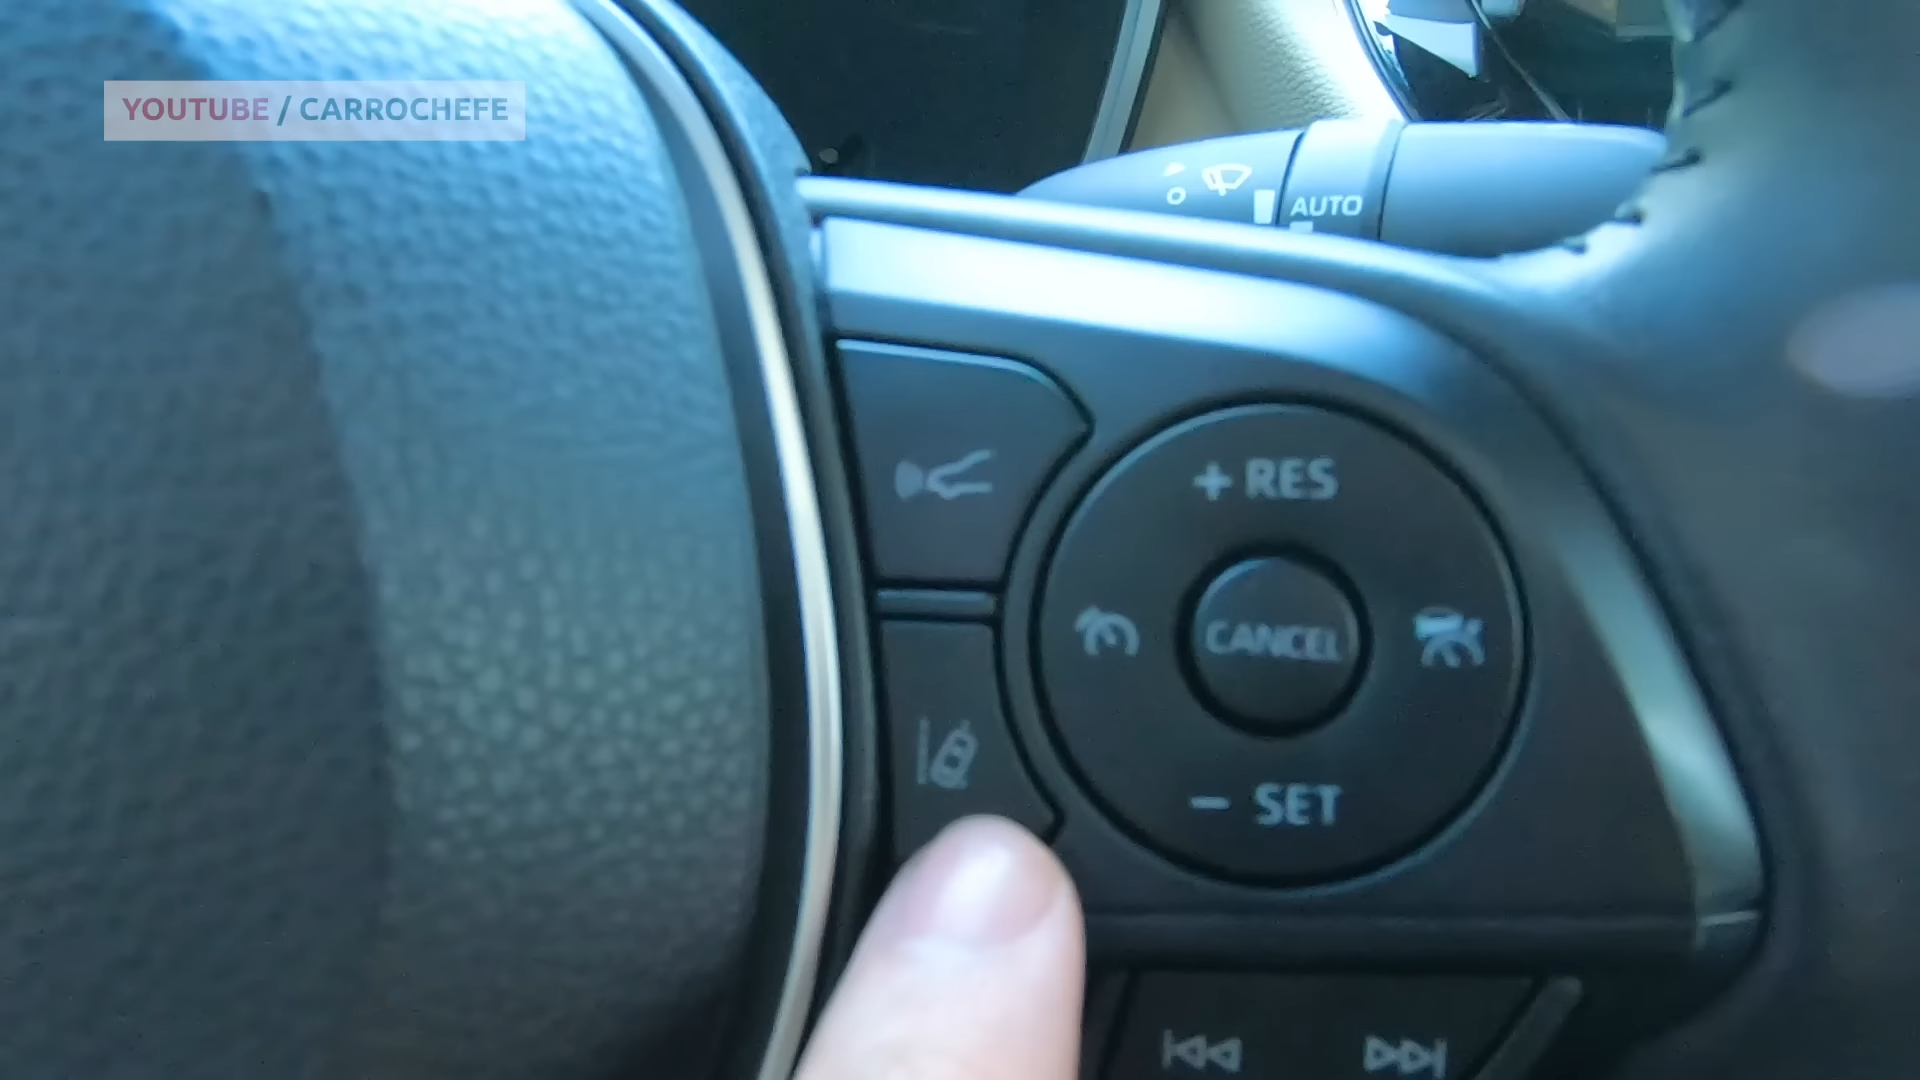 YOUTUBE / CARROCHEFE
AUTO
+ RES
CANCEL
- SET